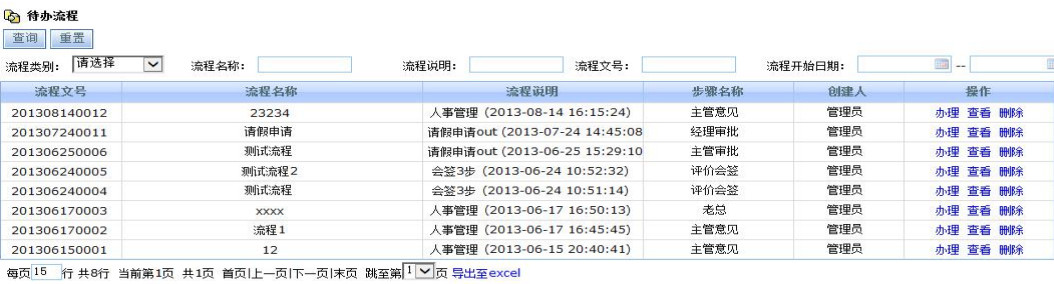 待办流程
查询 重置
流程类别: 请选择 流程名称: 流程说明: 流程文号: 流程开始日期: --
流程文号 流程名称 流程说明 步骤名称 创建人 操作
201308140012 23234 人事管理 (2013-08-14 16:15:24) 主管意见 管理员 办理 查看 删除
201307240011 请假申请 请假申请out (2013-07-24 14:45:08 经理审批 管理员 办理 查看 删除
201306250006 测试流程 请假申请out (2013-06-25 15:29:10 主管审批 管理员 办理 查看 删除
201306240005 测试流程2 会签3步 (2013-06-24 10:52:32) 评价会签 管理员 办理 查看 删除
201306240004 测试流程 会签3步 (2013-06-24 10:51:14) 评价会签 管理员 办理 查看 删除
201306170003 xxxx 人事管理 (2013-06-17 16:50:13) 老总 管理员 办理 查看 删除
201306170002 流程1 人事管理 (2013-06-17 16:45:45) 主管意见 管理员 办理 查看 删除
201306150001 12 人事管理 (2013-06-15 20:40:41) 主管意见 管理员 办理 查看 删除
每页15 行 共8行 当前第1页 共1页 首页|上一页|下一页|末页 跳至第1页 导出至excel